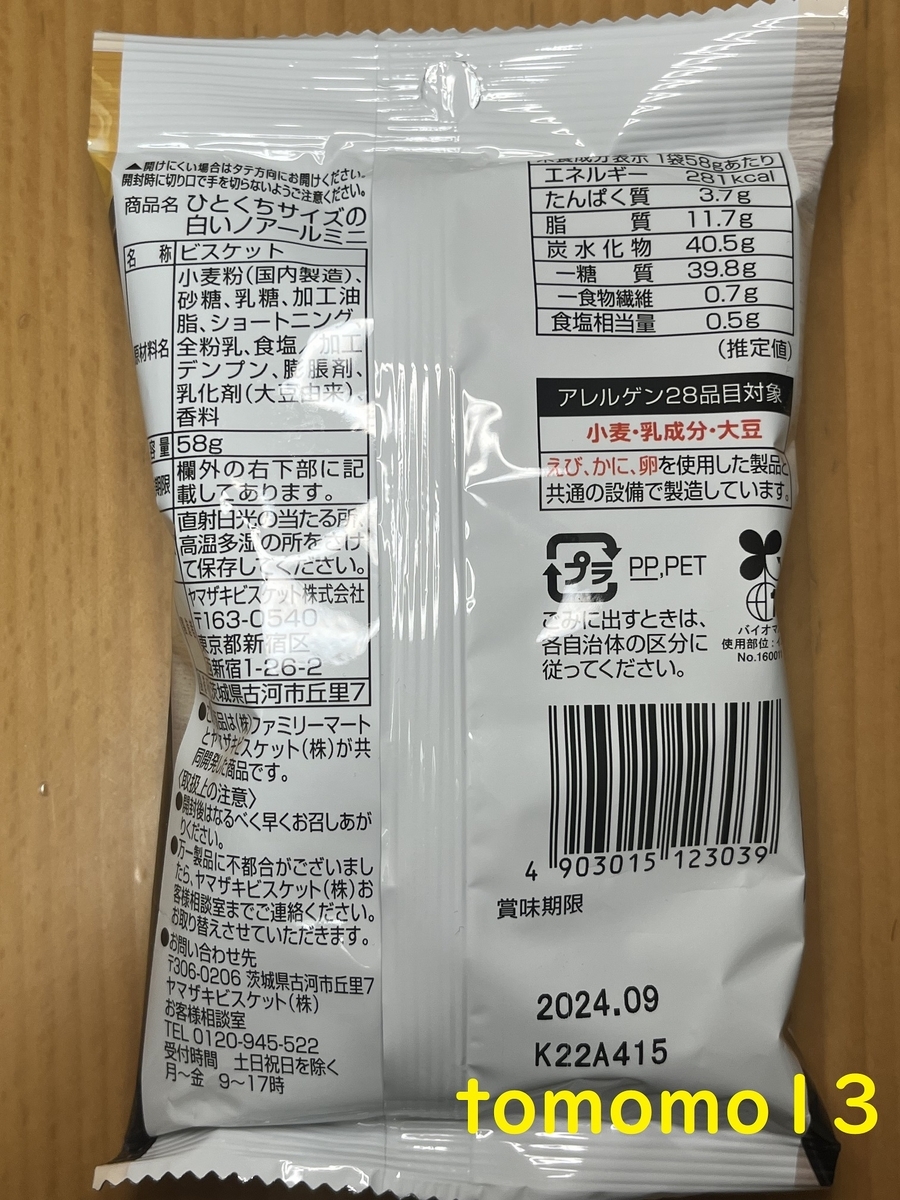 ▲開けにくい場合はタテ方向にお開けください。
開封時に切り口で手を切らないようご注意ください。
商品名 ひとくちサイズの
白いノアールミニ
名 称 ビスケット
原材料名
小麦粉(国内製造)、
砂糖、乳糖、加工油
脂、ショートニング、
全粉乳、食塩／加工
デンプン、膨脹剤、
乳化剤(大豆由来)、
香料
容量 58g
期限 欄外の右下部に記
載してあります。
直射日光の当たる所、
高温多湿の所をさけ
て保存してください。
ヤマザキビスケット株式会社
〒163-0540
東京都新宿区
西新宿1-26-2
茨城県古河市丘里7
●この商品は(株)ファミリーマート
とヤマザキビスケット(株)が共
同開発した商品です。
〈取扱上の注意〉
●開封後はなるべく早くお召しあが
りください。
●万一製品に不都合がございまし
たら、ヤマザキビスケット(株)お
客様相談室までご連絡ください。
お取り替えさせていただきます。
●お問い合わせ先
〒306-0206 茨城県古河市丘里7
ヤマザキビスケット(株)
お客様相談室
TEL 0120-945-522
受付時間 土日祝日を除く
月〜金 9〜17時
栄養成分表示 1袋58gあたり
エネルギー 281kcal
たんぱく質 3.7g
脂 質 11.7g
炭水化物 40.5g
－糖 質 39.8g
－食物繊維 0.7g
食塩相当量 0.5g
(推定値)
アレルゲン28品目対象
小麦・乳成分・大豆
えび、かに、卵を使用した製品と
共通の設備で製造しています。
プラ PP,PET
ごみに出すときは、
各自治体の区分に
従ってください。
バイオマ
使用部位:イ
No.1600
4 903015 123039
賞味期限
2024.09
K22A415
tomomo13